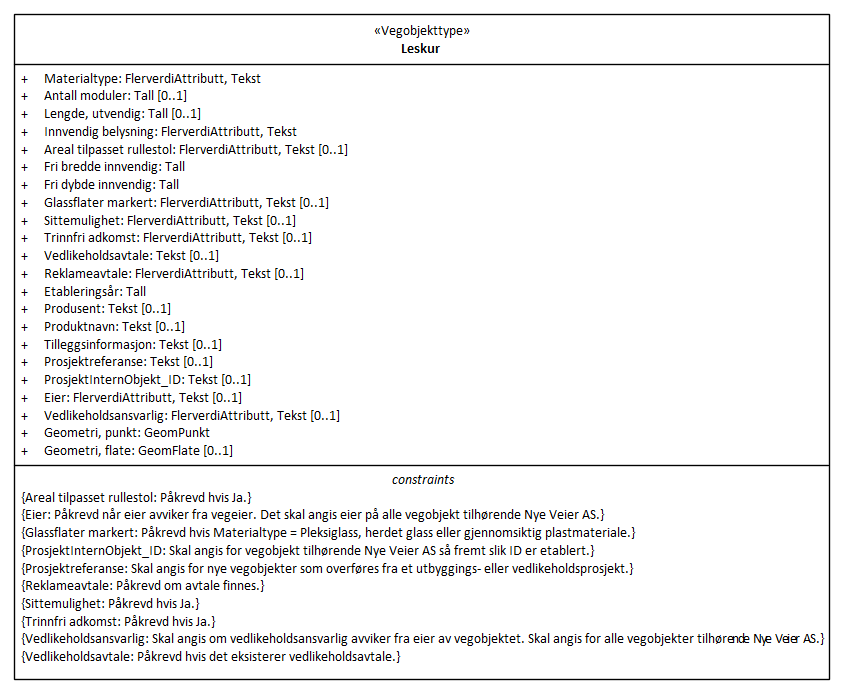 «Vegobjekttype»
Leskur
+ Materialtype: FlerverdiAttributt, Tekst
+ Antall moduler: Tall [0..1]
+ Lengde, utvendig: Tall [0..1]
+ Innvendig belysning: FlerverdiAttributt, Tekst
+ Areal tilpasset rullestol: FlerverdiAttributt, Tekst [0..1]
+ Fri bredde innvendig: Tall
+ Fri dybde innvendig: Tall
+ Glassflater markert: FlerverdiAttributt, Tekst [0..1]
+ Sittemulighet: FlerverdiAttributt, Tekst [0..1]
+ Trinnfri adkomst: FlerverdiAttributt, Tekst [0..1]
+ Vedlikeholdsavtale: Tekst [0..1]
+ Reklameavtale: FlerverdiAttributt, Tekst [0..1]
+ Etableringsår: Tall
+ Produsent: Tekst [0..1]
+ Produktnavn: Tekst [0..1]
+ Tilleggsinformasjon: Tekst [0..1]
+ Prosjektreferanse: Tekst [0..1]
+ ProsjektInternObjekt_ID: Tekst [0..1]
+ Eier: FlerverdiAttributt, Tekst [0..1]
+ Vedlikeholdsansvarlig: FlerverdiAttributt, Tekst [0..1]
+ Geometri, punkt: GeomPunkt
+ Geometri, flate: GeomFlate [0..1]
constraints
{Areal tilpasset rullestol: Påkrevd hvis Ja.}
{Eier: Påkrevd når eier avviker fra vegeier. Det skal angis eier på alle vegobjekt tilhørende Nye Veier AS.}
{Glassflater markert: Påkrevd hvis Materialtype = Pleksiglass, herdet glass eller gjennomsiktig plastmateriale.}
{ProsjektInternObjekt_ID: Skal angis for vegobjekt tilhørende Nye Veier AS så fremt slik ID er etablert.}
{Prosjektreferanse: Skal angis for nye vegobjekter som overføres fra et utbyggings- eller vedlikeholdsprosjekt.}
{Reklameavtale: Påkrevd om avtale finnes.}
{Sittemulighet: Påkrevd hvis Ja.}
{Trinnfri adkomst: Påkrevd hvis Ja.}
{Vedlikeholdsansvarlig: Skal angis om vedlikeholdsansvarlig avviker fra eier av vegobjektet. Skal angis for alle vegobjekter tilhørende Nye Veier AS.}
{Vedlikeholdsavtale: Påkrevd hvis det eksisterer vedlikeholdsavtale.}